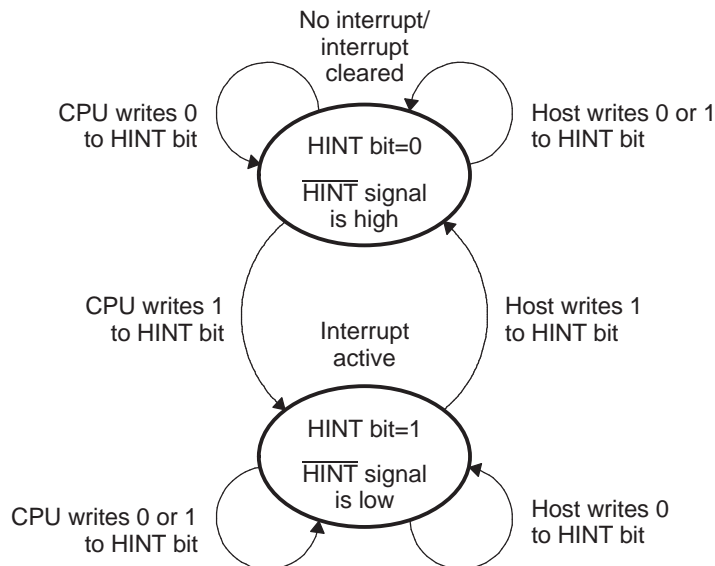 No interrupt/
interrupt
cleared
CPU writes 0
to HINT bit
Host writes 0 or 1
to HINT bit
HINT bit=0
H̅I̅N̅T̅ signal
is high
CPU writes 1
to HINT bit
Host writes 1
to HINT bit
Interrupt
active
HINT bit=1
H̅I̅N̅T̅ signal
is low
CPU writes 0 or 1
to HINT bit
Host writes 0
to HINT bit